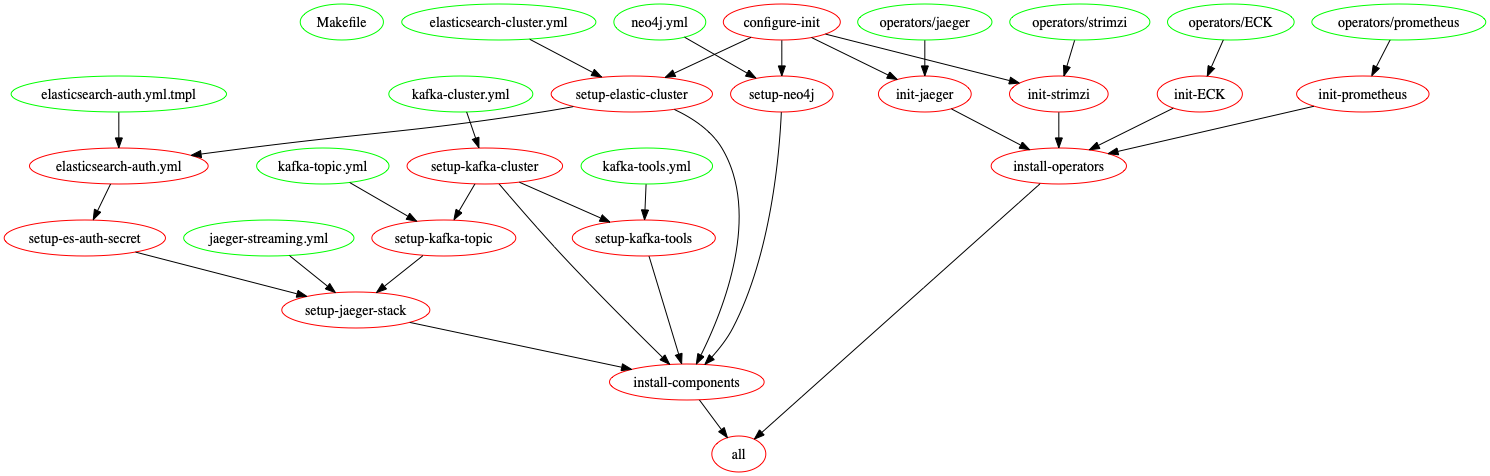 Makefile
elasticsearch-cluster.yml
neo4j.yml
configure-init
operators/jaeger
operators/strimzi
operators/ECK
operators/prometheus
elasticsearch-auth.yml.tmpl
kafka-cluster.yml
setup-elastic-cluster
setup-neo4j
init-jaeger
init-strimzi
init-ECK
init-prometheus
elasticsearch-auth.yml
kafka-topic.yml
setup-kafka-cluster
kafka-tools.yml
install-operators
setup-es-auth-secret
jaeger-streaming.yml
setup-kafka-topic
setup-kafka-tools
setup-jaeger-stack
install-components
all